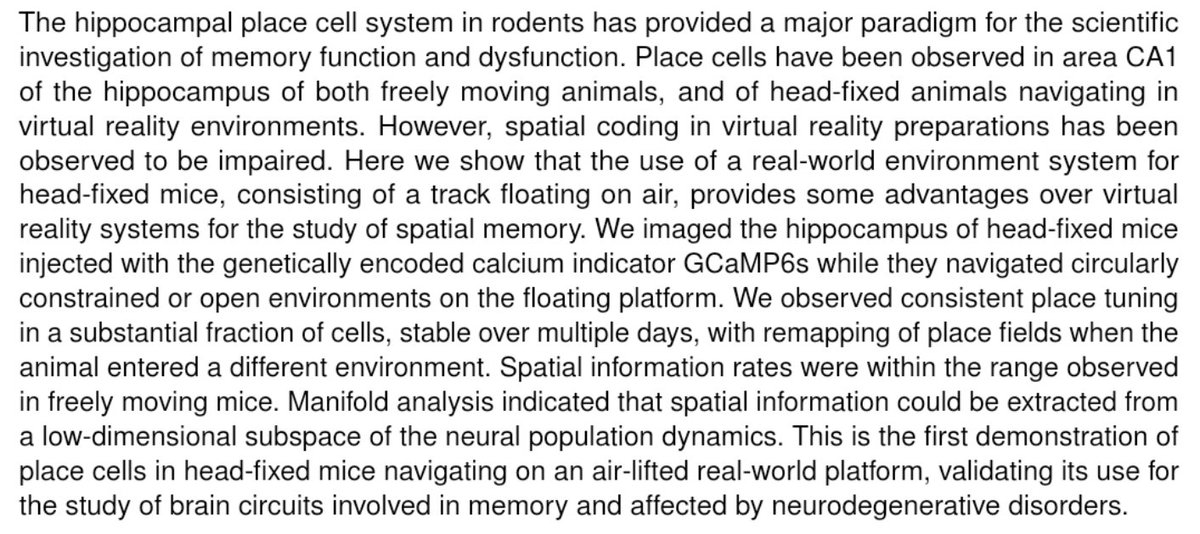 The hippocampal place cell system in rodents has provided a major paradigm for the scientific
investigation of memory function and dysfunction. Place cells have been observed in area CA1
of the hippocampus of both freely moving animals, and of head-fixed animals navigating in
virtual reality environments. However, spatial coding in virtual reality preparations has been
observed to be impaired. Here we show that the use of a real-world environment system for
head-fixed mice, consisting of a track floating on air, provides some advantages over virtual
reality systems for the study of spatial memory. We imaged the hippocampus of head-fixed mice
injected with the genetically encoded calcium indicator GCaMP6s while they navigated circularly
constrained or open environments on the floating platform. We observed consistent place tuning
in a substantial fraction of cells, stable over multiple days, with remapping of place fields when the
animal entered a different environment. Spatial information rates were within the range observed
in freely moving mice. Manifold analysis indicated that spatial information could be extracted from
a low-dimensional subspace of the neural population dynamics. This is the first demonstration of
place cells in head-fixed mice navigating on an air-lifted real-world platform, validating its use for
the study of brain circuits involved in memory and affected by neurodegenerative disorders.